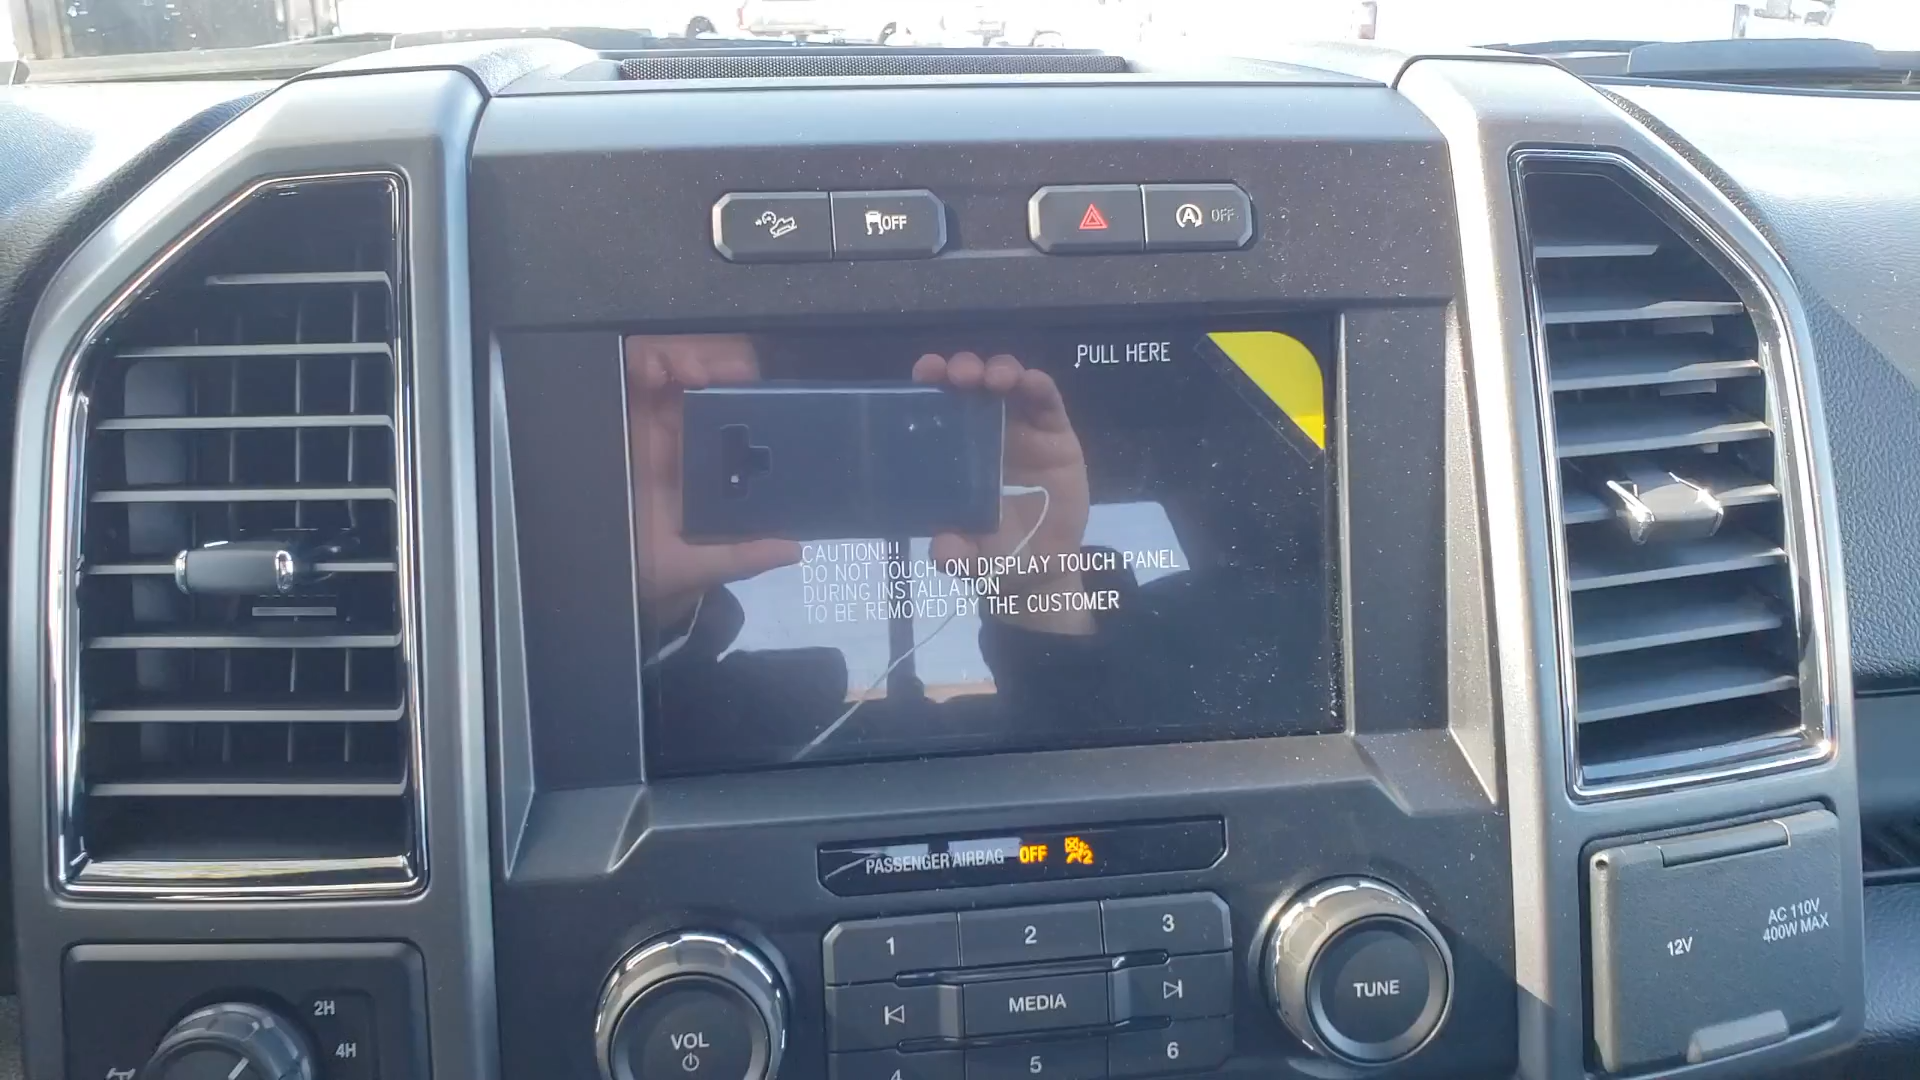 OFF
A OFF
PULL HERE
CAUTION!!!
DO NOT TOUCH ON DISPLAY TOUCH PANEL
DURING INSTALLATION
TO BE REMOVED BY THE CUSTOMER
PASSENGER AIRBAG OFF 2
1 2 3
MEDIA
4 5 6
VOL
TUNE
2H
4H
12V
AC 110V
400W MAX